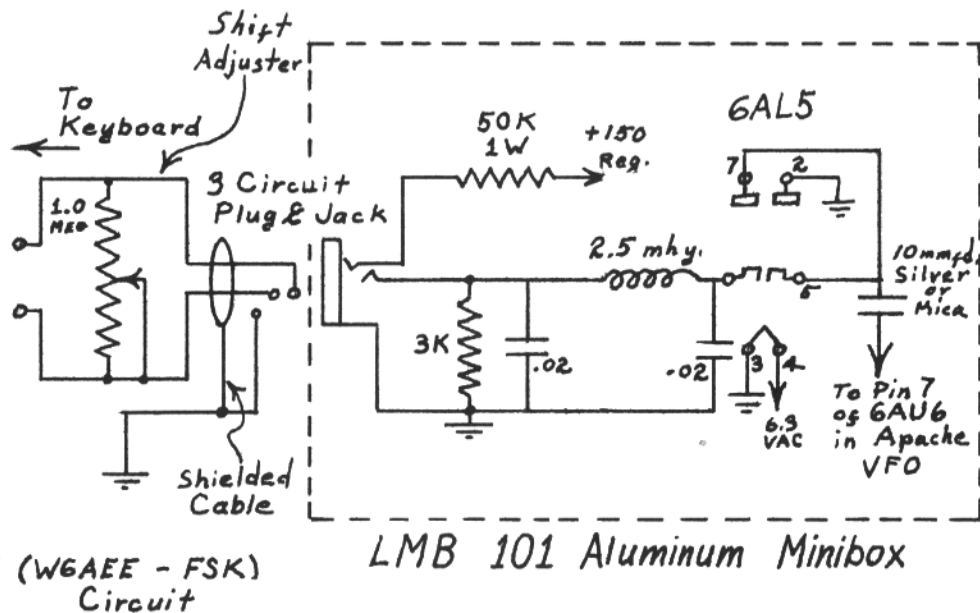 Shift
Adjuster
To
Keyboard
1.0
MEG
3 Circuit
Plug & Jack
50K
1W
+150
Reg.
6AL5
7
2
2.5 mhy.
5
10mmfd.
Silver
or
Mica
3K
.02
.02
3
4
6.3
VAC
To Pin 7
of 6AU6
in Apache
VFO
Shielded
Cable
(W6AEE - FSK)
Circuit
LMB 101 Aluminum Minibox